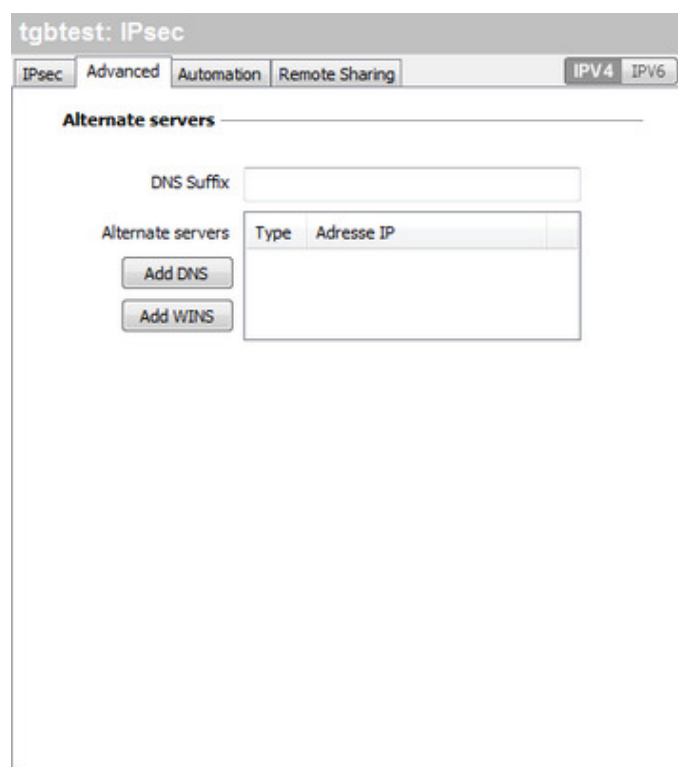 tgbtest: IPsec
IPsec Advanced Automation Remote Sharing IPV4 IPV6
Alternate servers
DNS Suffix
Alternate servers Type Adresse IP
Add DNS
Add WINS